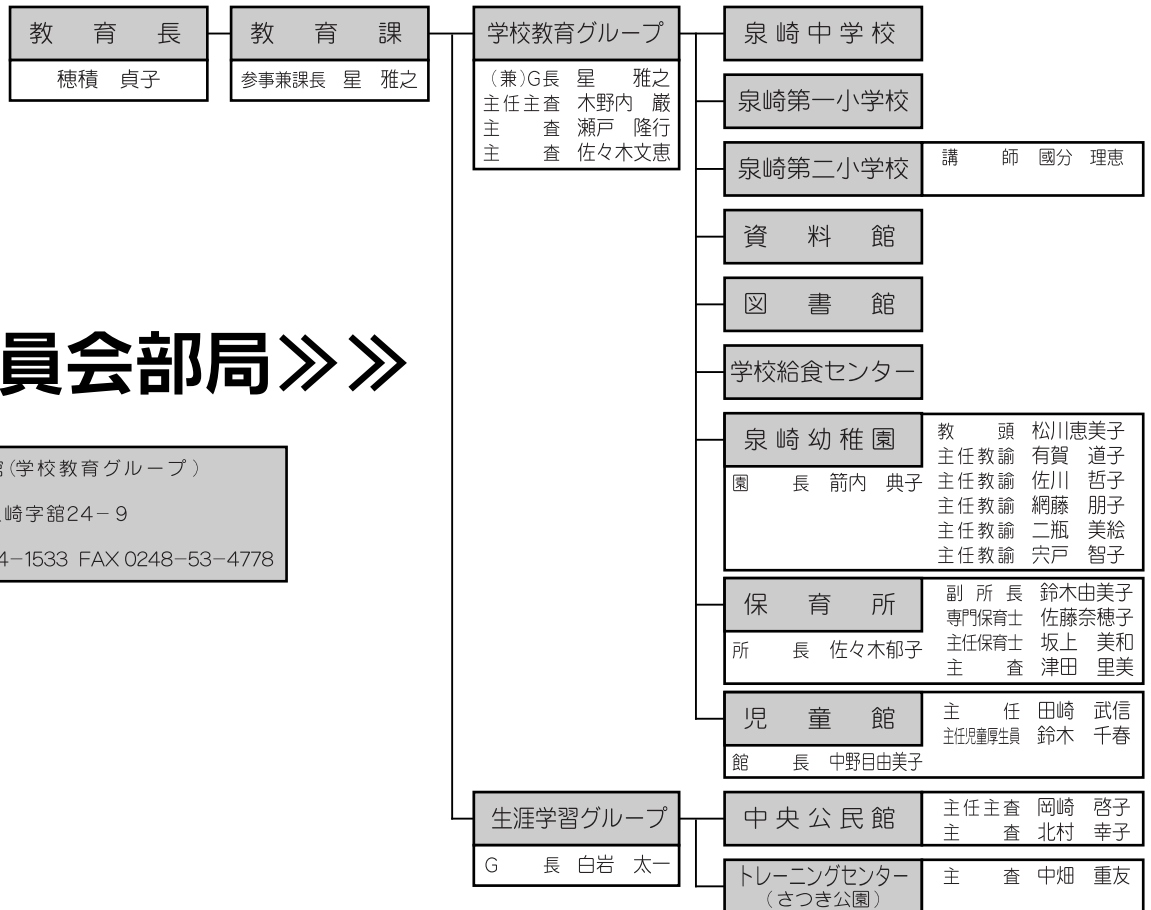 教育長
穂積 貞子
教育課
参事兼課長 星 雅之
学校教育グループ
(兼)G長 星 雅之
主任主査 木野内 巌
主査 瀬戸 隆行
主査 佐々木文恵
泉崎中学校
泉崎第一小学校
泉崎第二小学校
講師 國分 理恵
資料館
図書館
学校給食センター
泉崎幼稚園
園長 箭内 典子
教頭 松川恵美子
主任教諭 有賀 道子
主任教諭 佐川 哲子
主任教諭 網藤 朋子
主任教諭 二瓶 美絵
主任教諭 宍戸 智子
保育所
所長 佐々木郁子
副所長 鈴木由美子
専門保育士 佐藤奈穂子
主任保育士 坂上 美和
主査 津田 里美
児童館
館長 中野目由美子
主任 田崎 武信
主任児童厚生員 鈴木 千春
生涯学習グループ
G長 白岩 太一
中央公民館
主任主査 岡崎 啓子
主査 北村 幸子
トレーニングセンター
(さつき公園)
主査 中畑 重友
員会部局≫≫
(学校教育グループ)
崎字舘24−9
4−1533 FAX 0248−53−4778